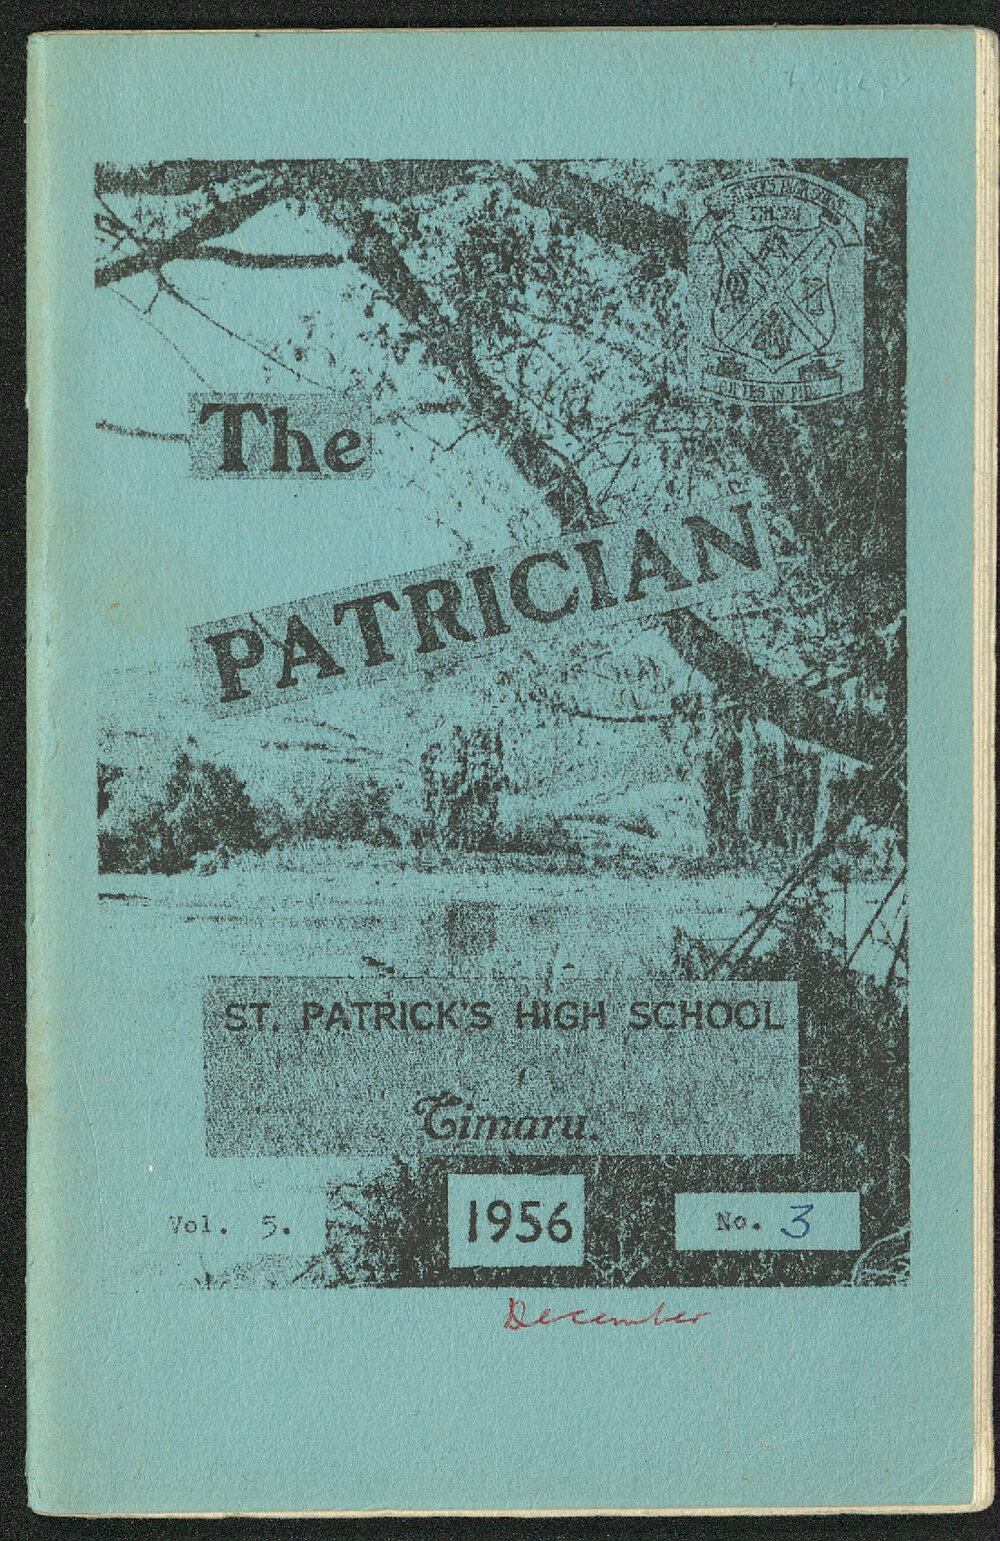 The
PATRICIAN
ST. PATRICK'S HIGH SCHOOL
Timaru.
Vol. 5.
1956
No. 3
December